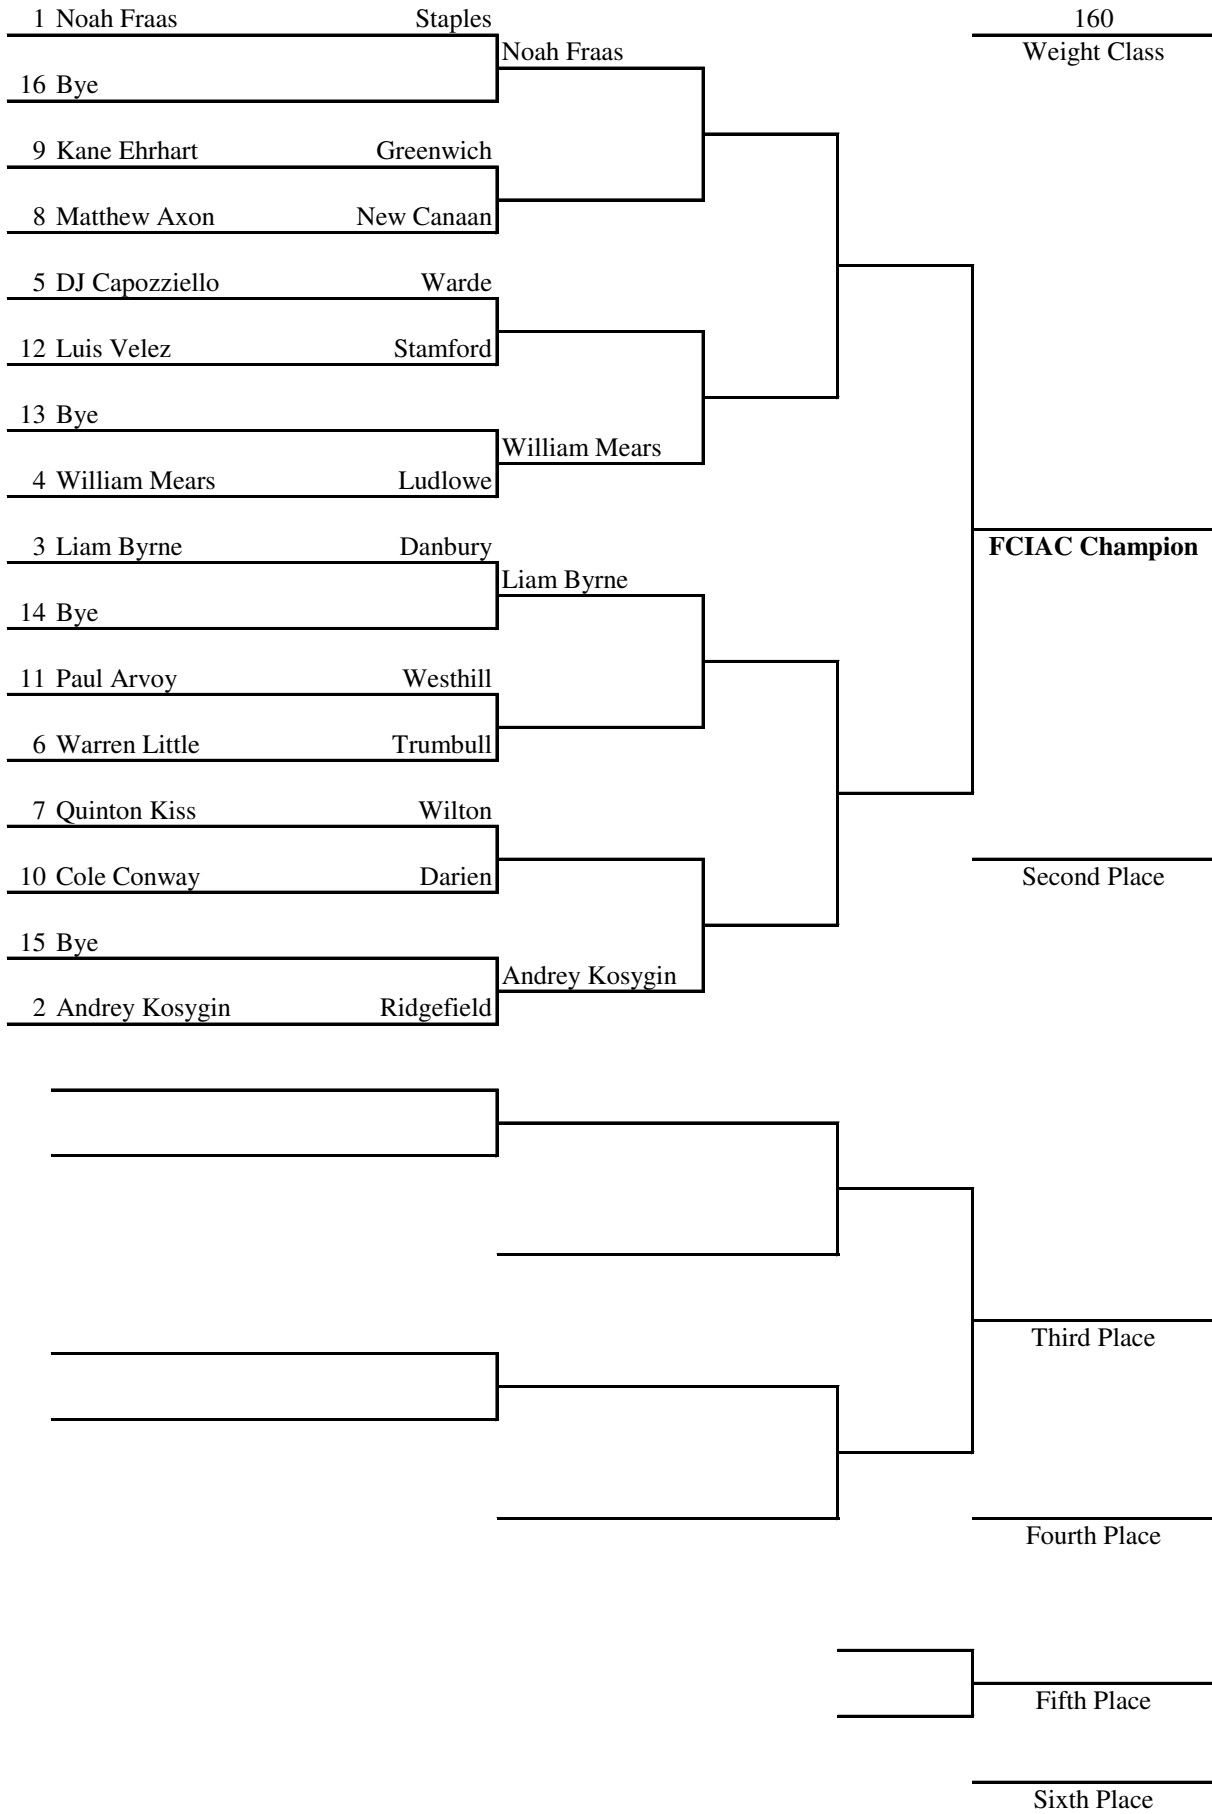 1 Noah Fraas Staples 160
Noah Fraas Weight Class
16 Bye
9 Kane Ehrhart Greenwich
8 Matthew Axon New Canaan
5 DJ Capozziello Warde
12 Luis Velez Stamford
13 Bye
William Mears
4 William Mears Ludlowe
3 Liam Byrne Danbury FCIAC Champion
Liam Byrne
14 Bye
11 Paul Arvoy Westhill
6 Warren Little Trumbull
7 Quinton Kiss Wilton
10 Cole Conway Darien Second Place
15 Bye
Andrey Kosygin
2 Andrey Kosygin Ridgefield
Third Place
Fourth Place
Fifth Place
Sixth Place